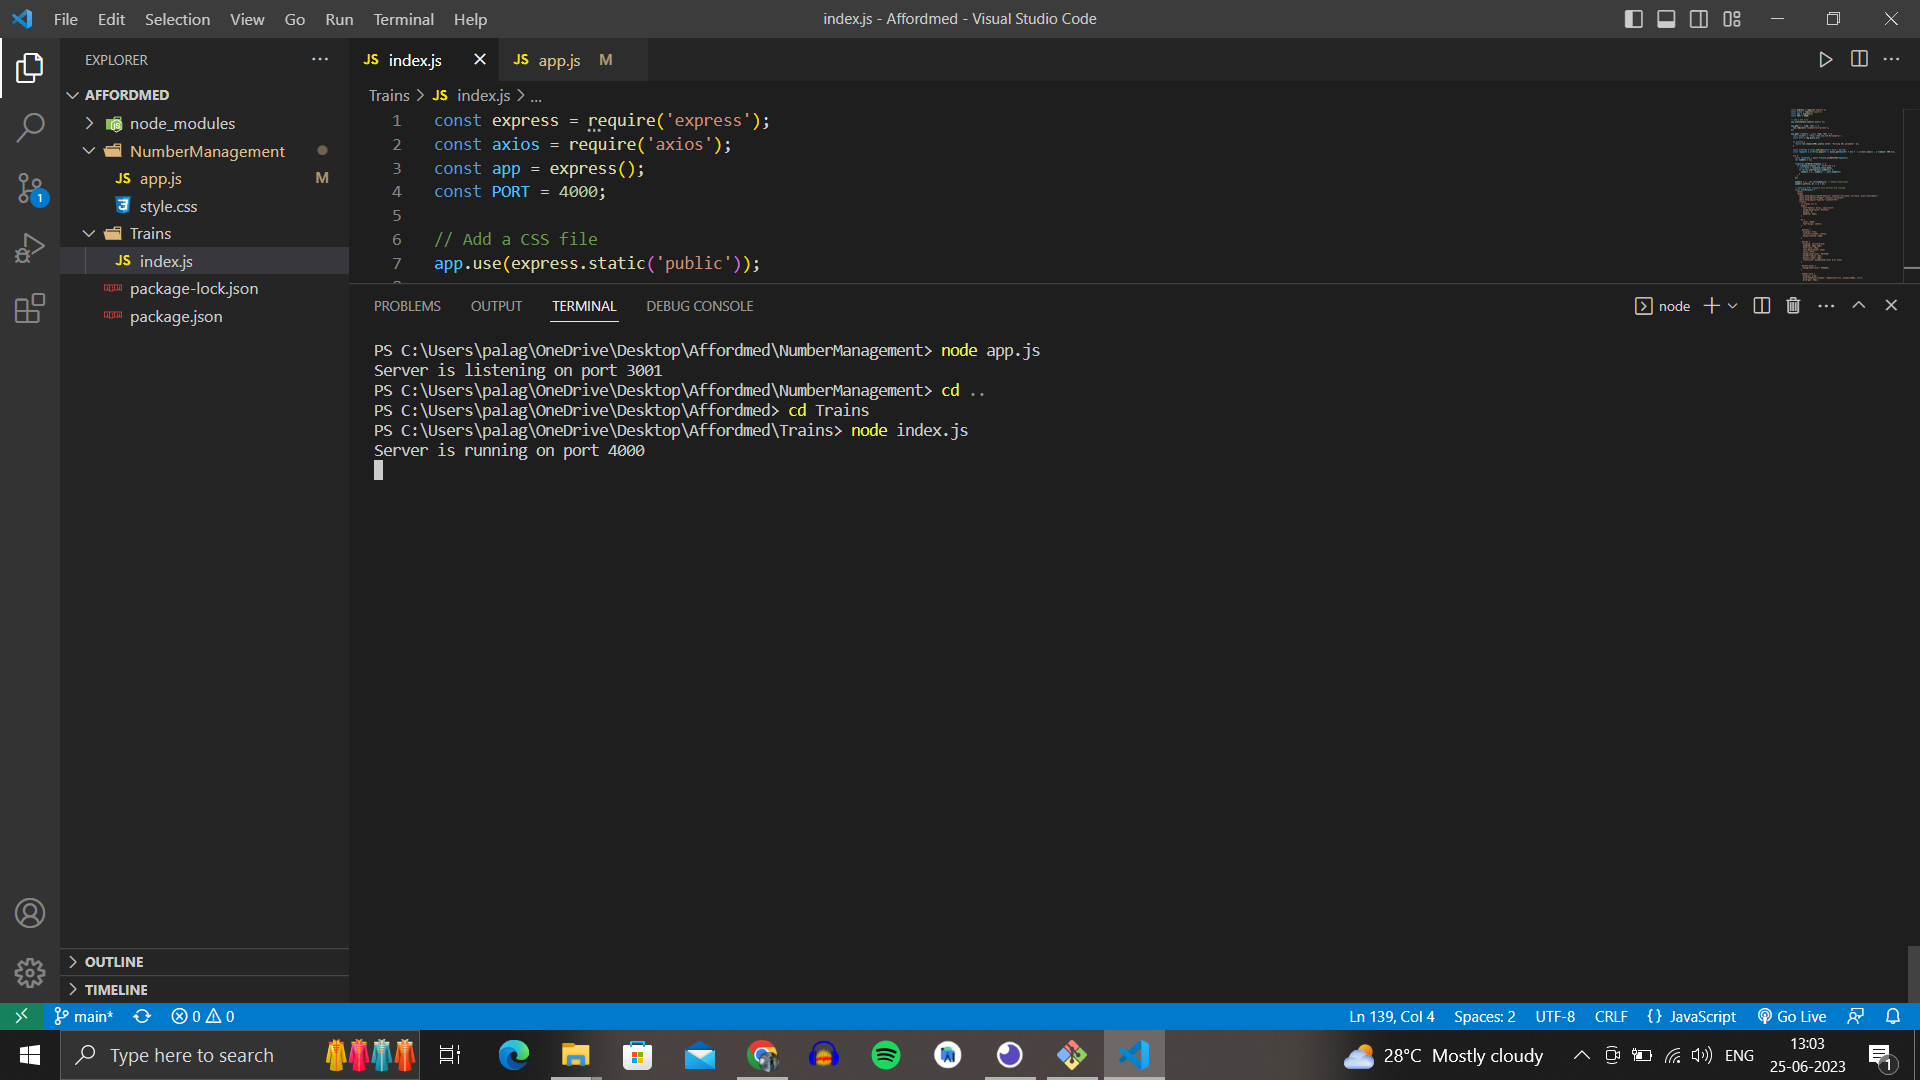 File Edit Selection View Go Run Terminal Help
index.js - Affordmed - Visual Studio Code
EXPLORER
AFFORDMED
node_modules
NumberManagement
JS app.js M
style.css
Trains
JS index.js
package-lock.json
package.json
OUTLINE
TIMELINE
JS index.js
JS app.js M
Trains > JS index.js > ...
1 const express = require('express');
2 const axios = require('axios');
3 const app = express();
4 const PORT = 4000;
5
6 // Add a CSS file
7 app.use(express.static('public'));
PROBLEMS OUTPUT TERMINAL DEBUG CONSOLE
node
PS C:\Users\palag\OneDrive\Desktop\Affordmed\NumberManagement> node app.js
Server is listening on port 3001
PS C:\Users\palag\OneDrive\Desktop\Affordmed\NumberManagement> cd ..
PS C:\Users\palag\OneDrive\Desktop\Affordmed> cd Trains
PS C:\Users\palag\OneDrive\Desktop\Affordmed\Trains> node index.js
Server is running on port 4000
1
main* 0 0
Ln 139, Col 4 Spaces: 2 UTF-8 CRLF {} JavaScript Go Live
Type here to search
28°C Mostly cloudy
ENG
13:03
25-06-2023
1